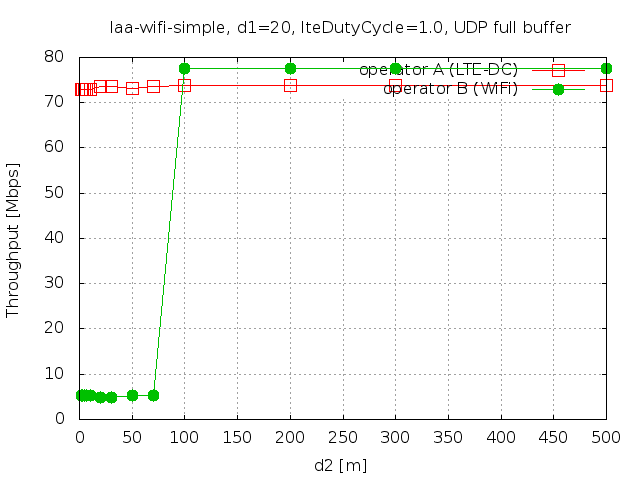 laa-wifi-simple, d1=20, lteDutyCycle=1.0, UDP full buffer
operator A (LTE-DC)
operator B (WiFi)
Throughput [Mbps]
80
70
60
50
40
30
20
10
0
0 50 100 150 200 250 300 350 400 450 500
d2 [m]